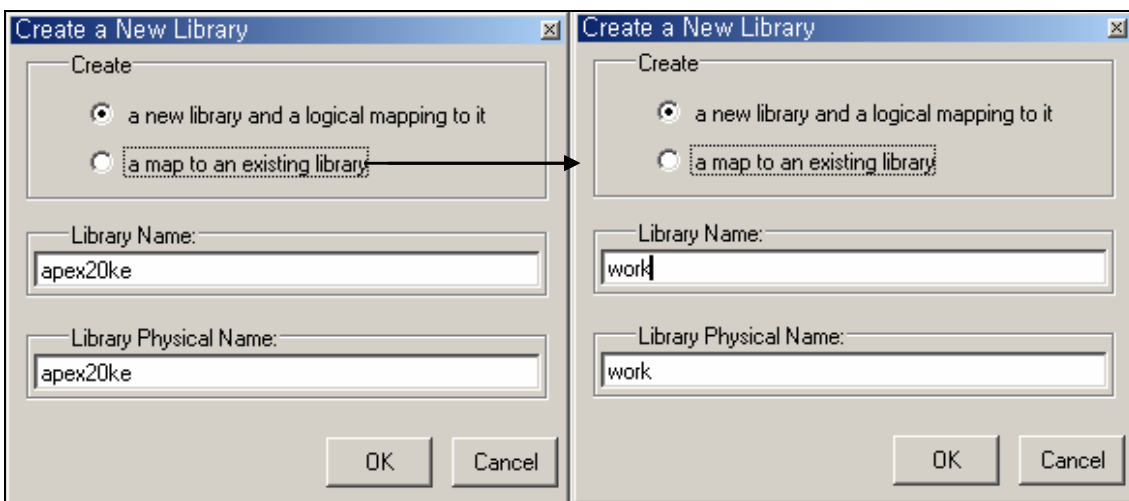 Create a New Library
Create
a new library and a logical mapping to it
a map to an existing library
Library Name:
apex20ke
Library Physical Name:
apex20ke
OK Cancel
Create a New Library
Create
a new library and a logical mapping to it
a map to an existing library
Library Name:
work
Library Physical Name:
work
OK Cancel